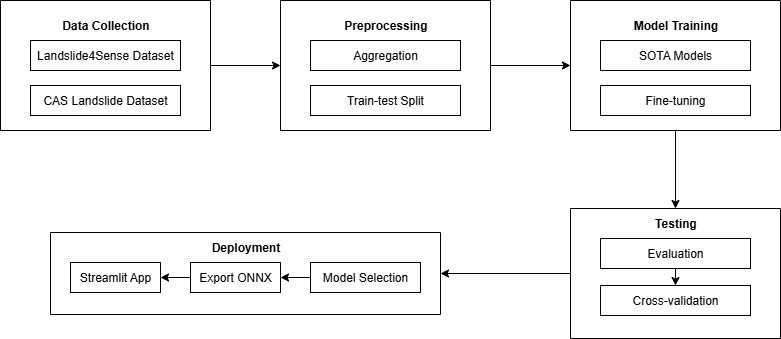 Data Collection
Landslide4Sense Dataset
CAS Landslide Dataset
Preprocessing
Aggregation
Train-test Split
Model Training
SOTA Models
Fine-tuning
Testing
Evaluation
Cross-validation
Deployment
Model Selection
Export ONNX
Streamlit App